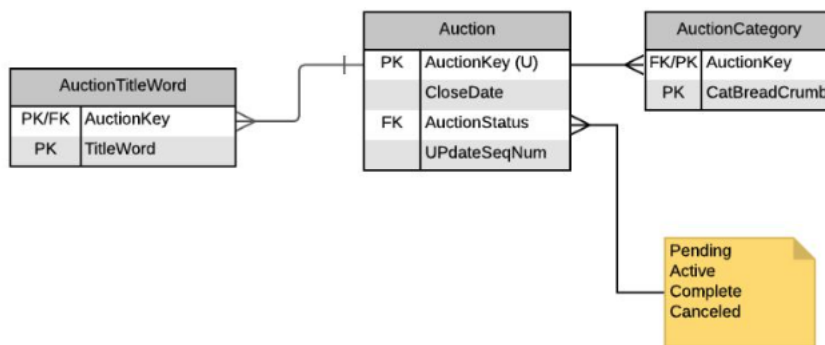 Auction
PK AuctionKey (U)
CloseDate
FK AuctionStatus
UPdateSeqNum
AuctionCategory
FK/PK AuctionKey
PK CatBreadCrumb
AuctionTitleWord
PK/FK AuctionKey
PK TitleWord
Pending
Active
Complete
Canceled